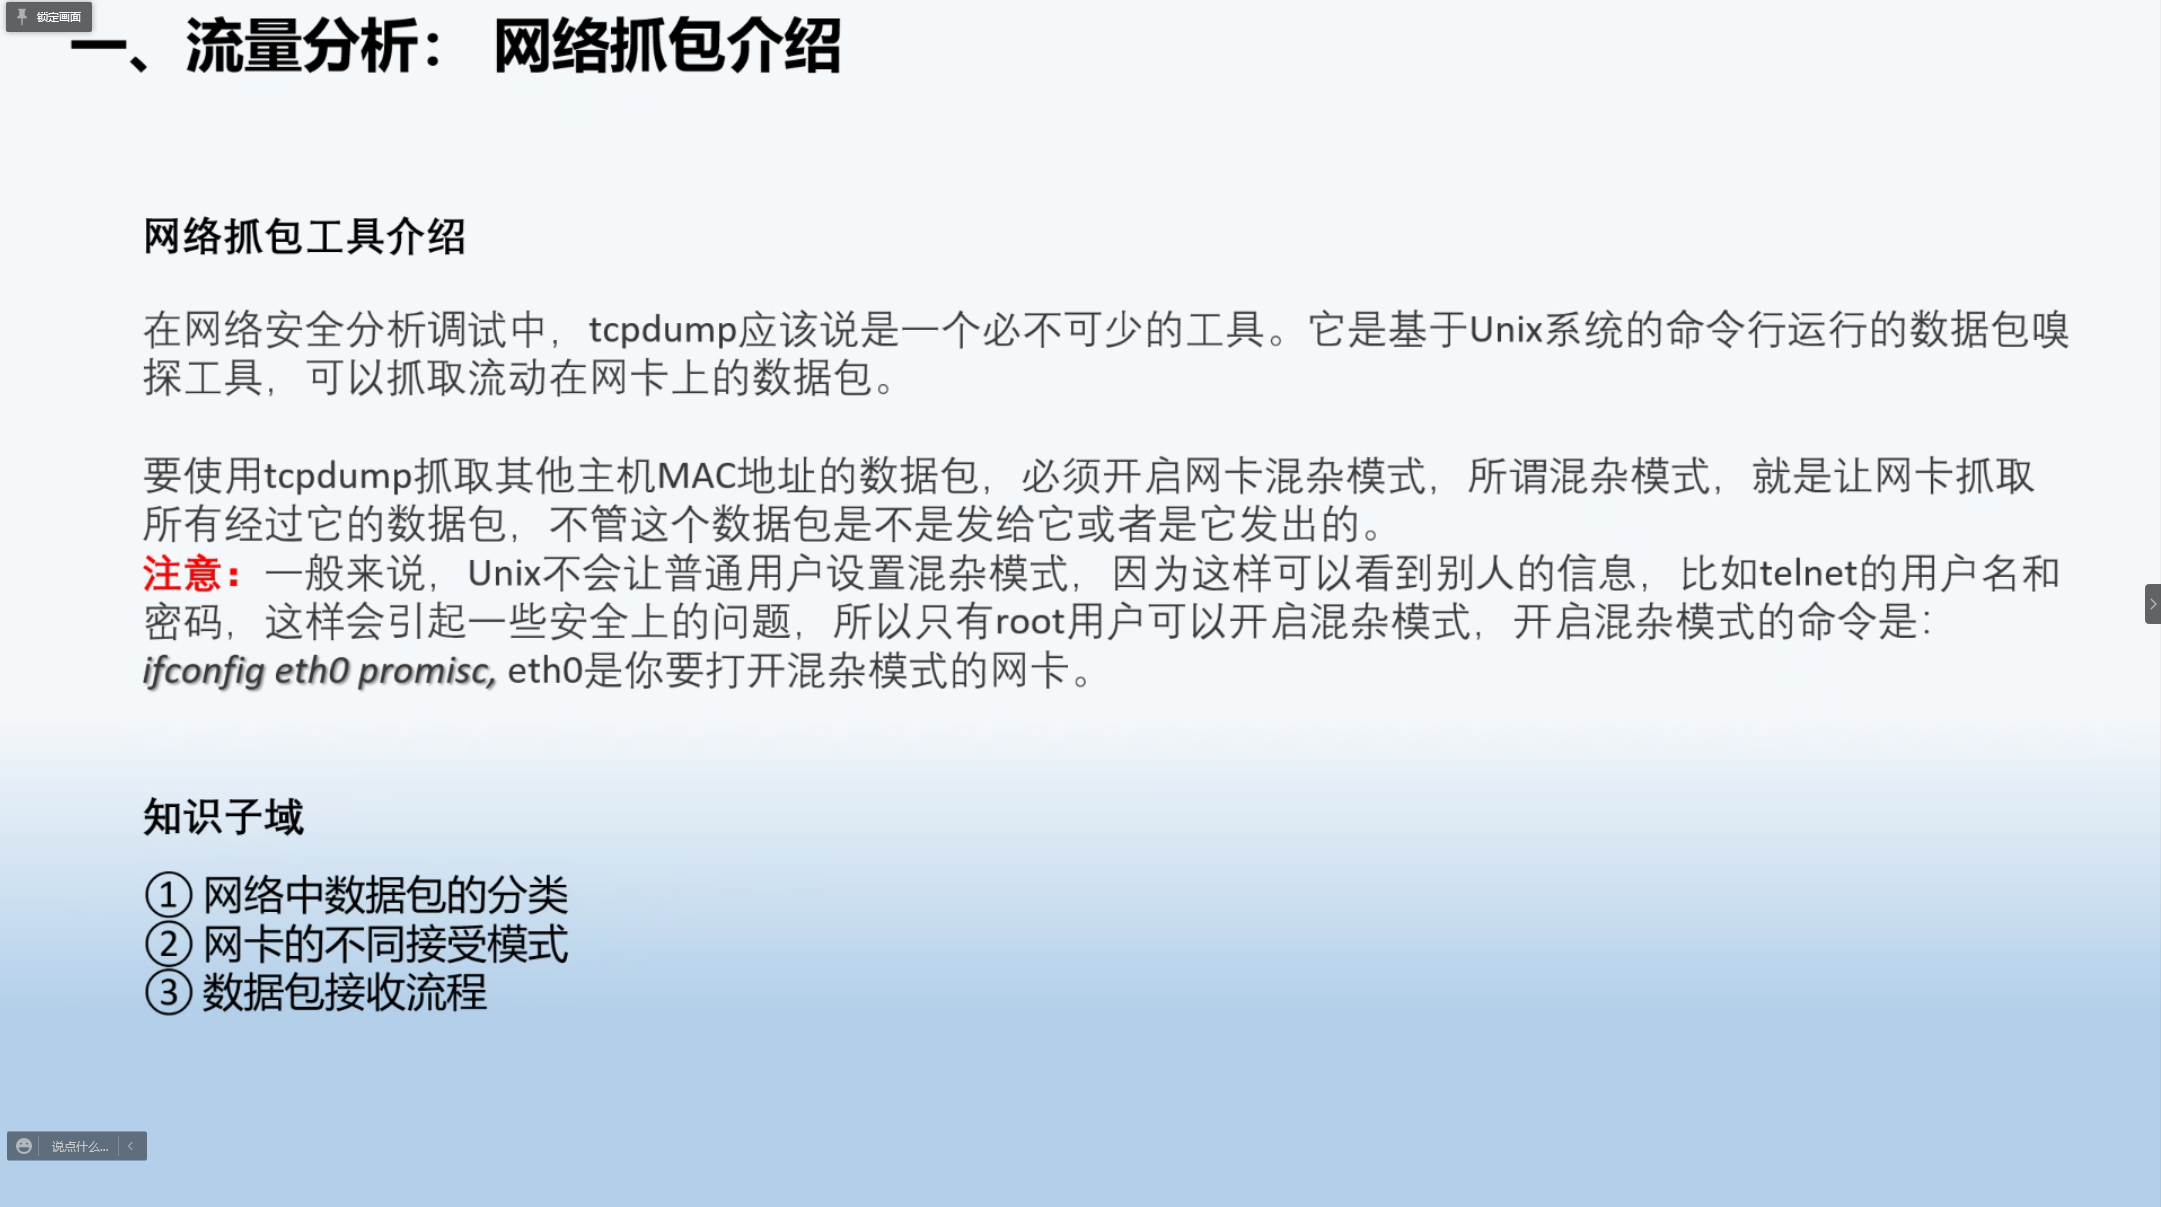 锁定画面
一、流量分析： 网络抓包介绍
网络抓包工具介绍
在网络安全分析调试中，tcpdump应该说是一个必不可少的工具。它是基于Unix系统的命令行运行的数据包嗅
探工具，可以抓取流动在网卡上的数据包。
要使用tcpdump抓取其他主机MAC地址的数据包，必须开启网卡混杂模式，所谓混杂模式，就是让网卡抓取
所有经过它的数据包，不管这个数据包是不是发给它或者是它发出的。
注意：一般来说，Unix不会让普通用户设置混杂模式，因为这样可以看到别人的信息，比如telnet的用户名和
密码，这样会引起一些安全上的问题，所以只有root用户可以开启混杂模式，开启混杂模式的命令是：
ifconfig eth0 promisc, eth0是你要打开混杂模式的网卡。
知识子域
① 网络中数据包的分类
② 网卡的不同接受模式
③ 数据包接收流程
说点什么...